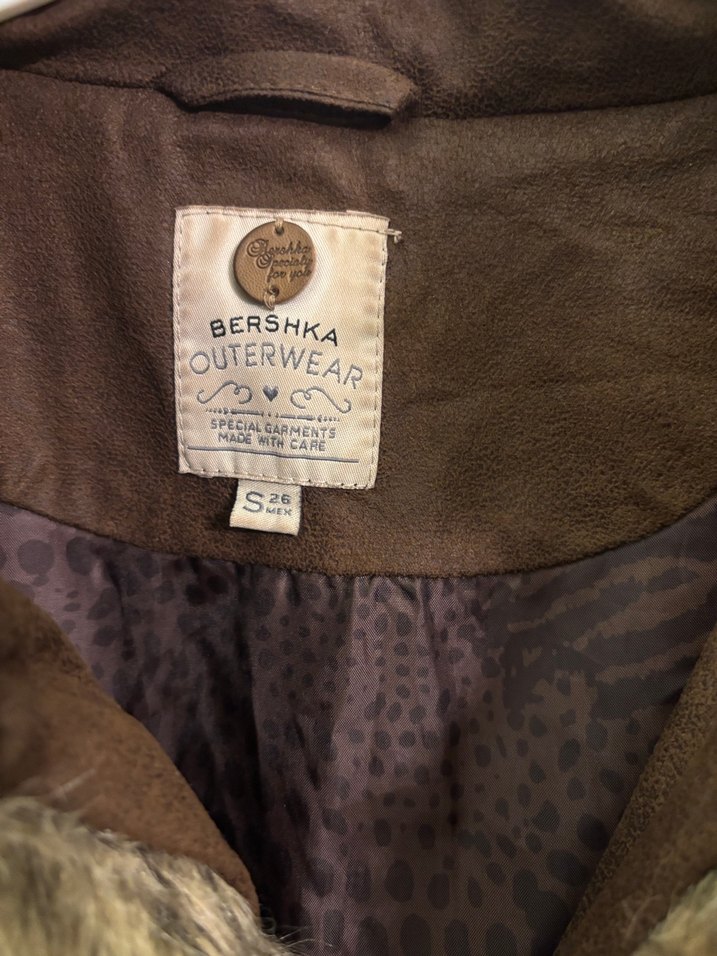 Bershka
Specially
for you
BERSHKA
OUTERWEAR
SPECIAL GARMENTS
MADE WITH CARE
S 26
MEX